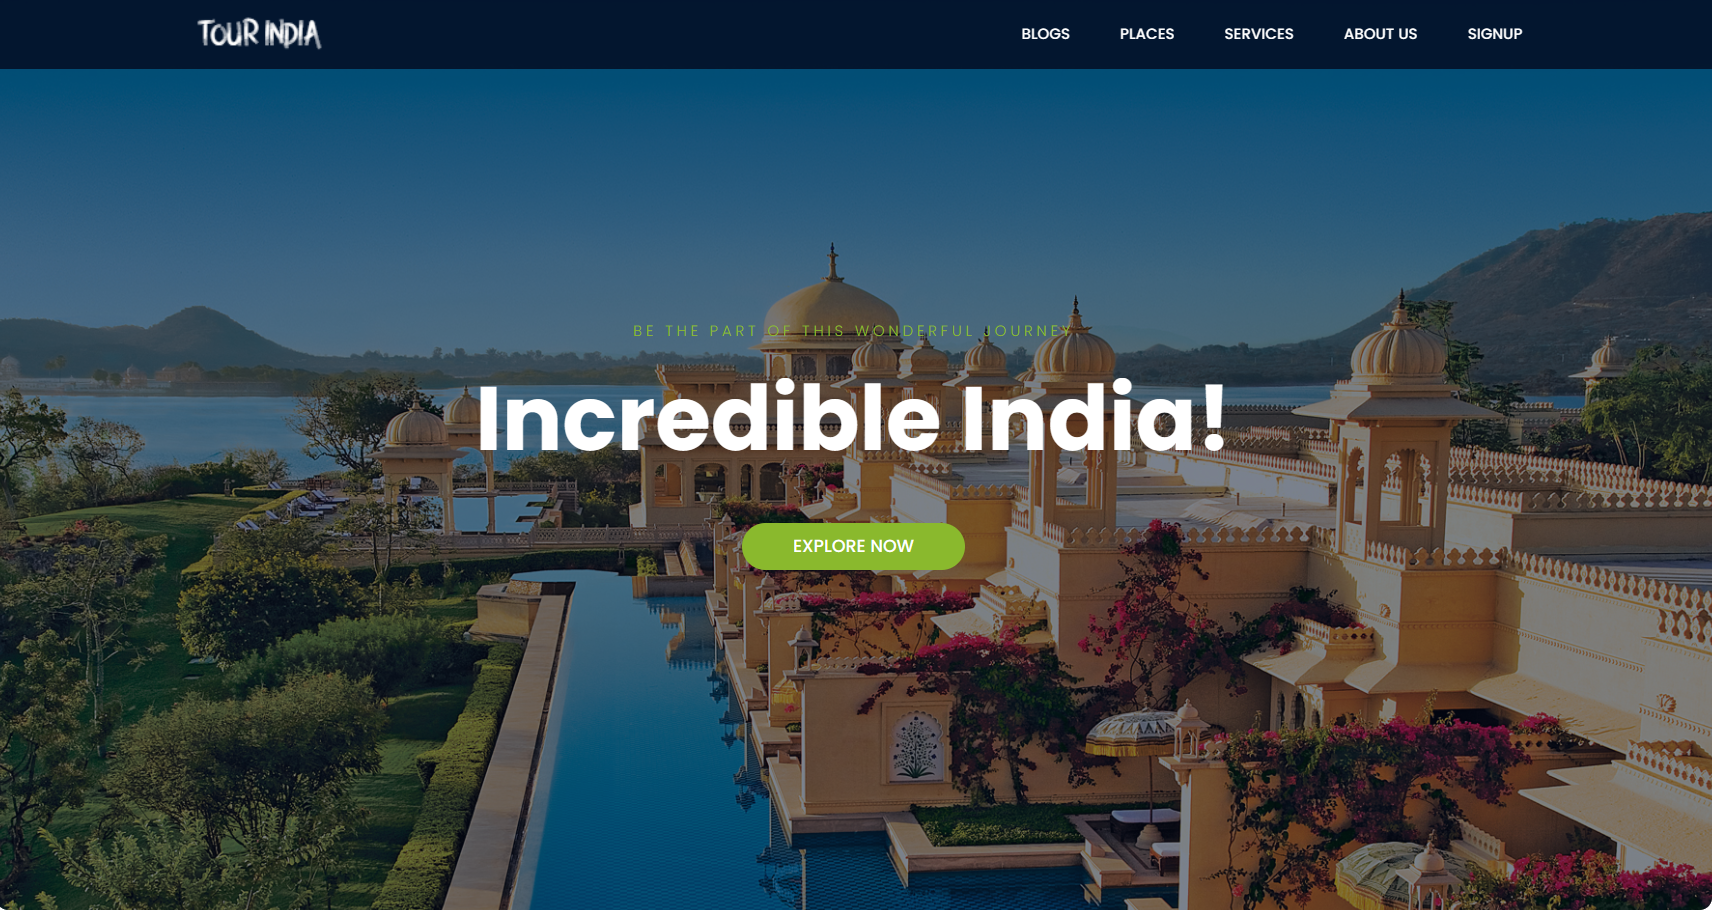 TOUR INDIA
BLOGS PLACES SERVICES ABOUT US SIGNUP
BE THE PART OF THIS WONDERFUL JOURNEY
Incredible India!
EXPLORE NOW